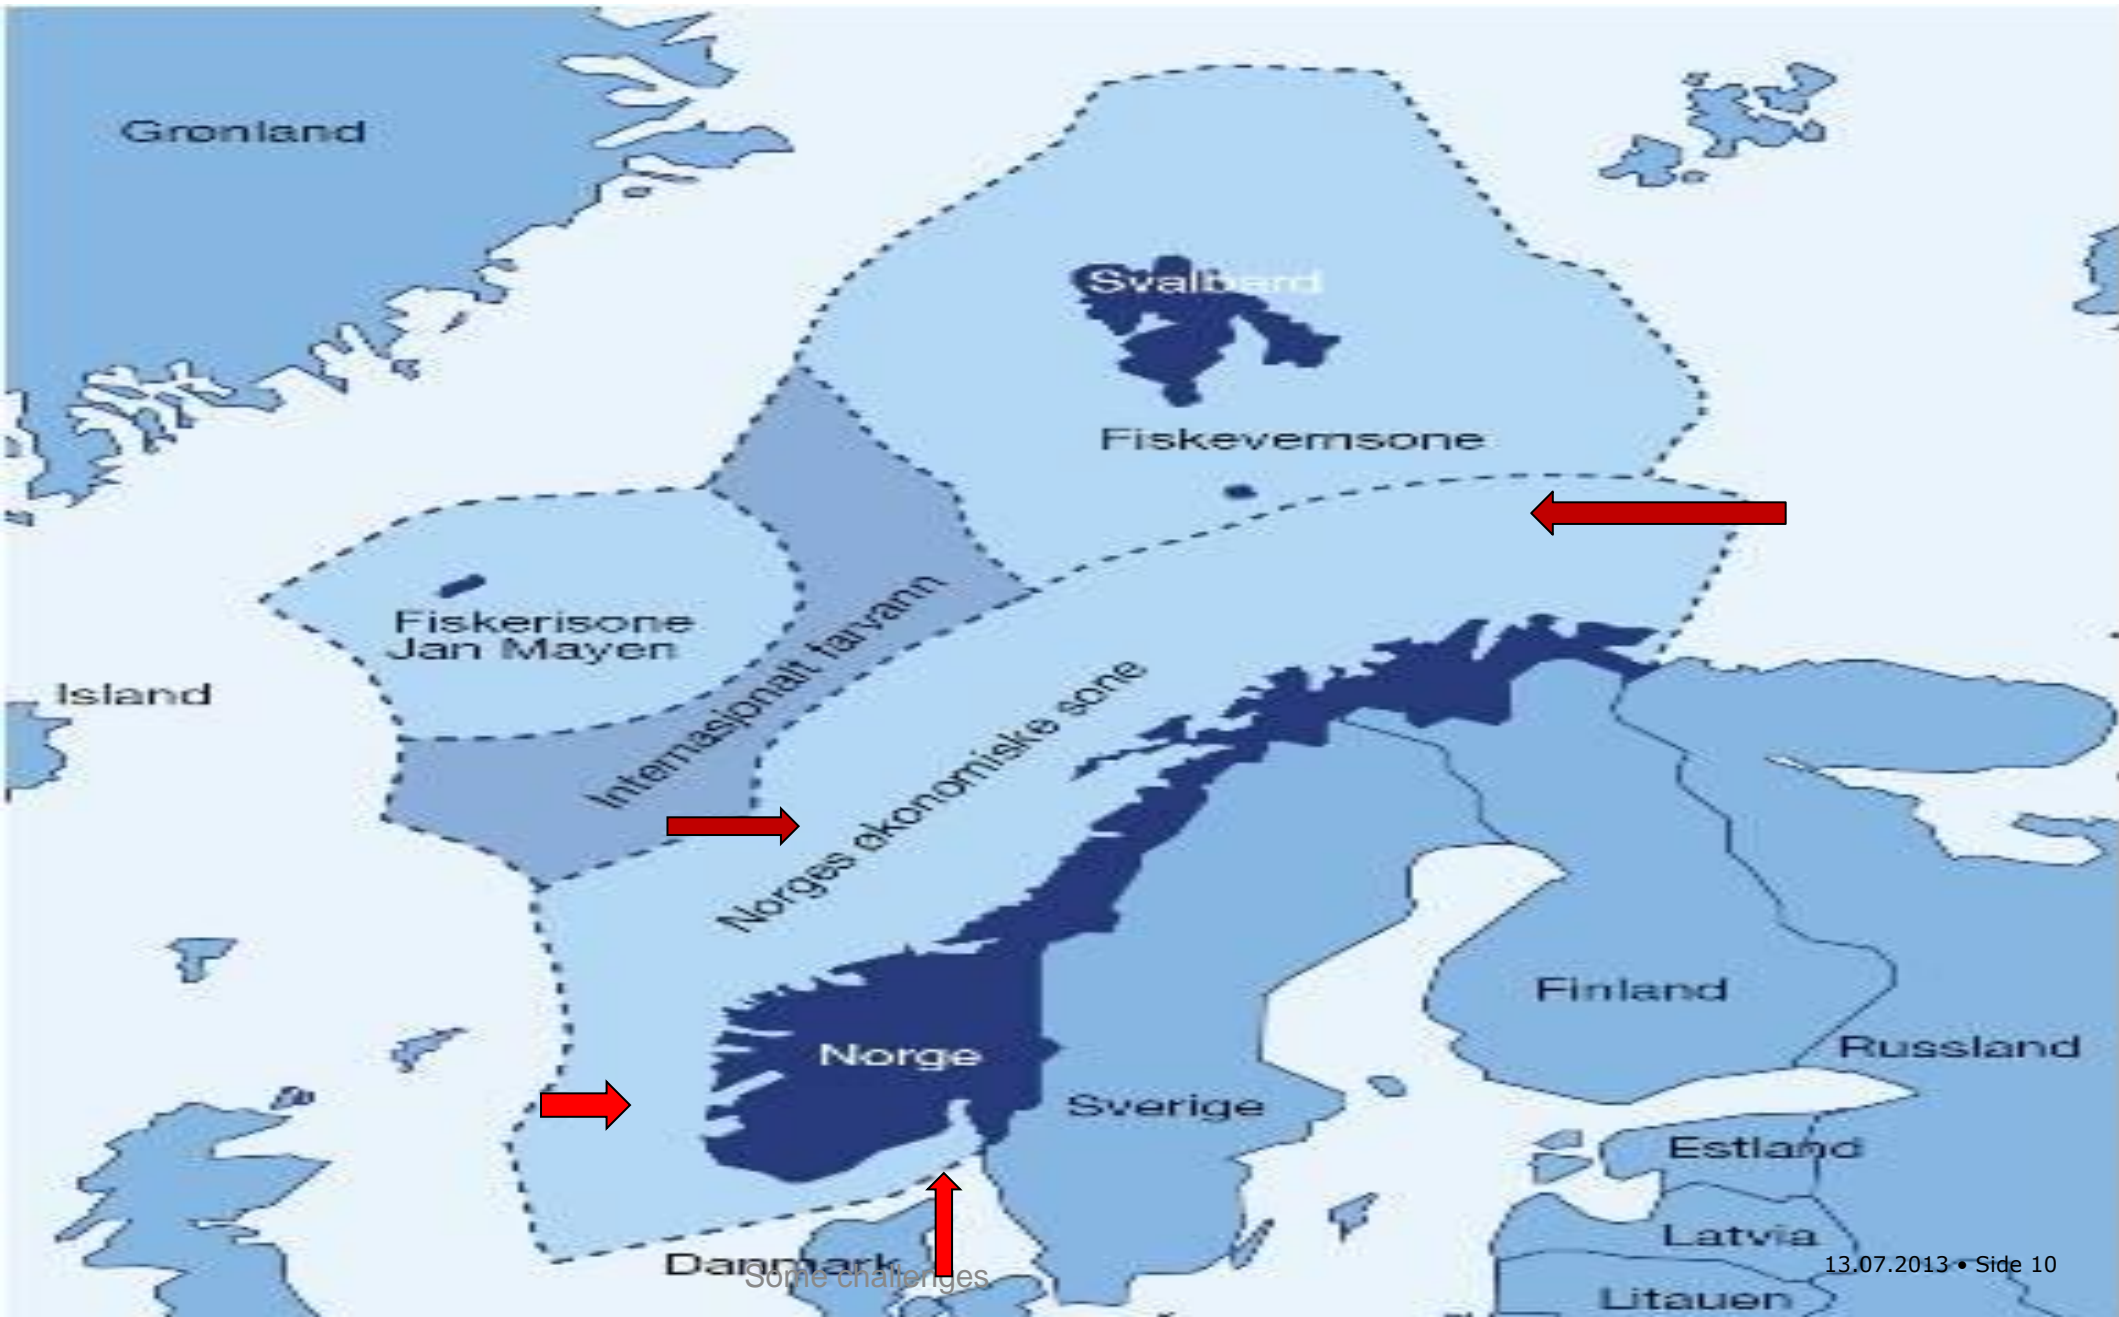 Grønland
Svalbard
Fiskevernsone
Fiskerisone
Jan Mayen
Internasjonalt farvann
Island
Norges økonomiske sone
Finland
Russland
Norge
Sverige
Estland
Latvia
Danmark
Some challenges
13.07.2013 • Side 10
Litauen